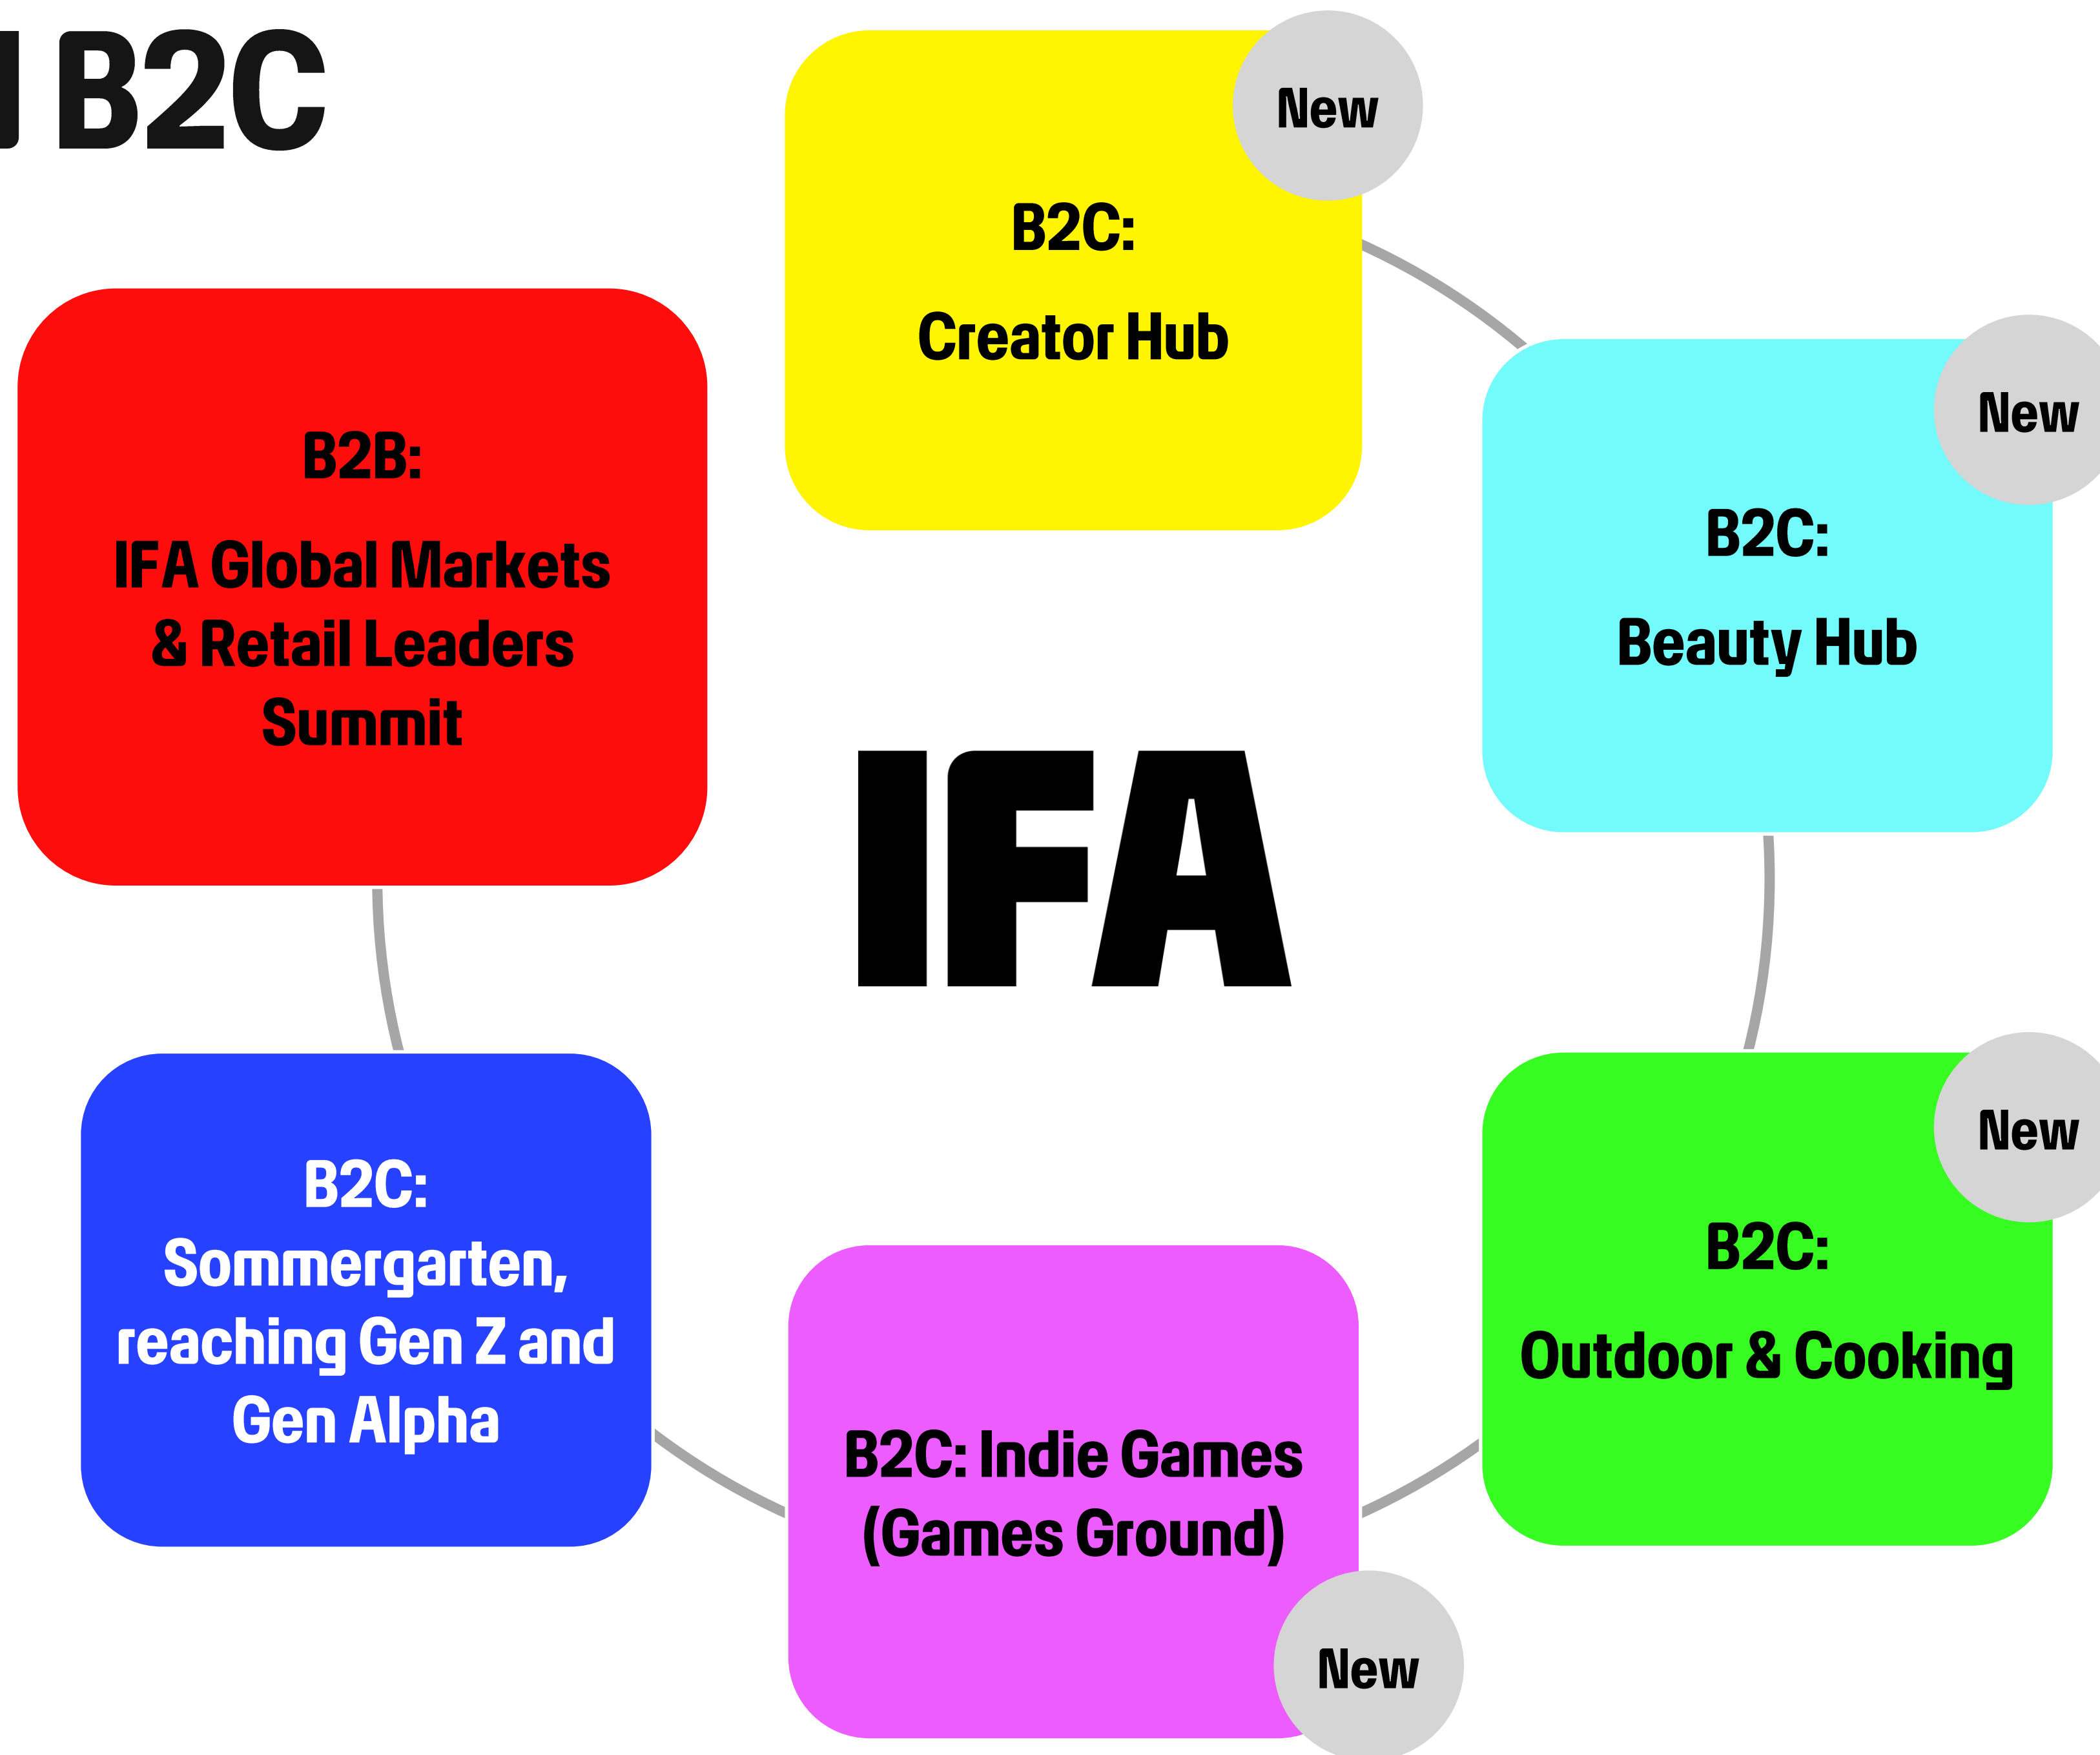 B2C
New
B2C:
Creator Hub
New
B2C:
Beauty Hub
B2B:
IFA Global Markets
& Retail Leaders
Summit
IFA
New
B2C:
Outdoor & Cooking
B2C:
Sommergarten,
reaching Gen Z and
Gen Alpha
B2C: Indie Games
(Games Ground)
New